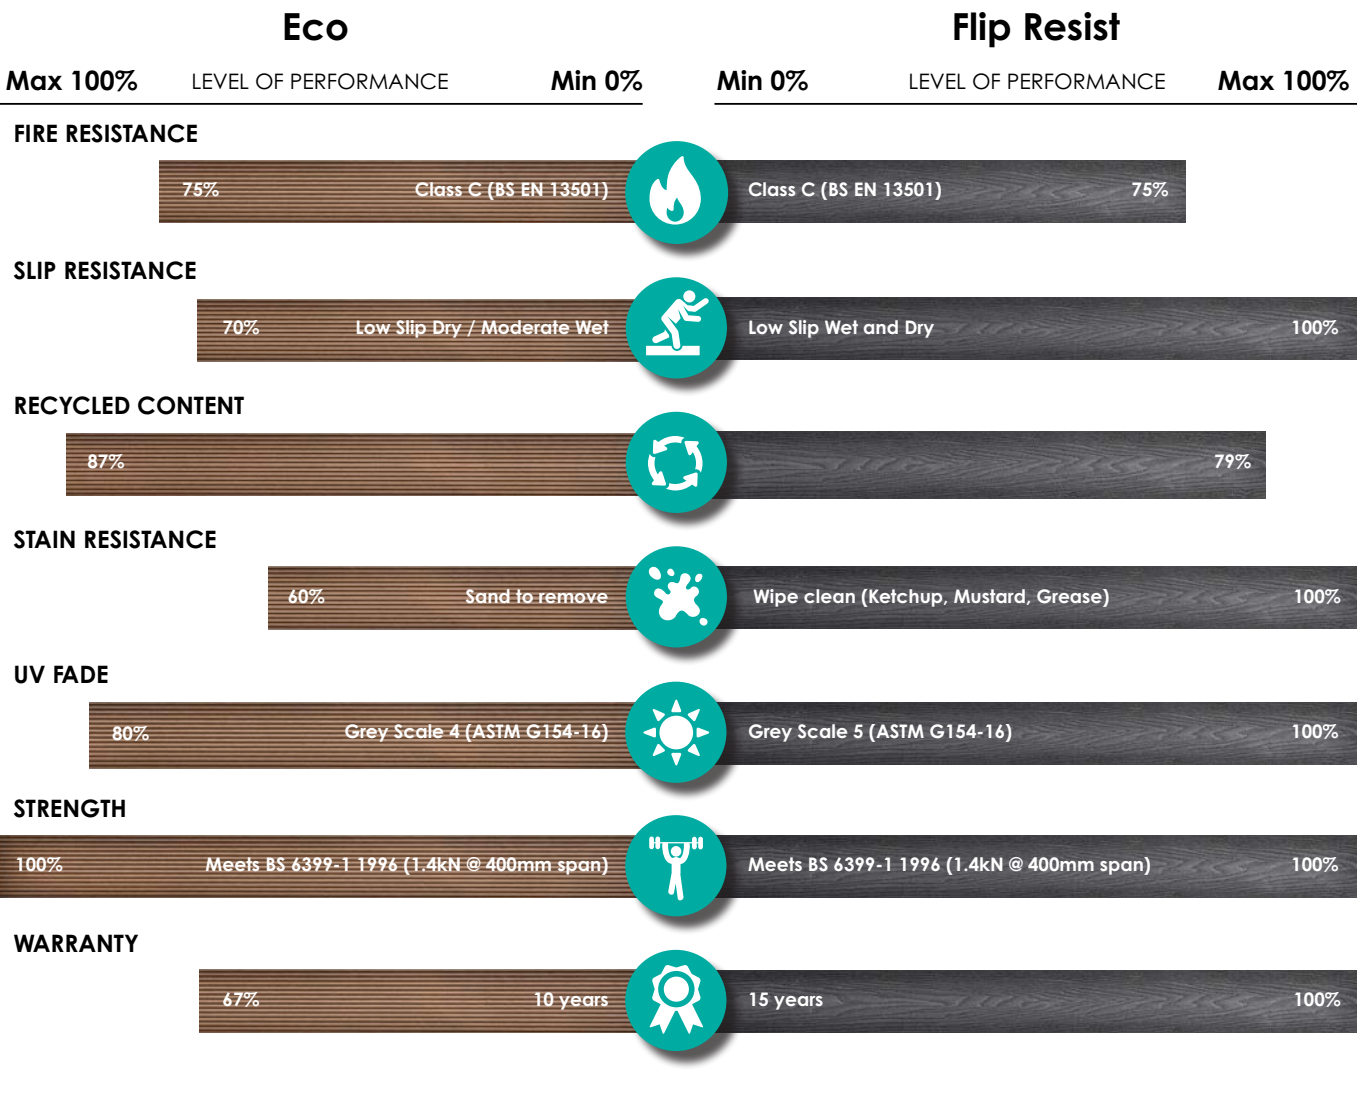 Eco
Flip Resist
Max 100% LEVEL OF PERFORMANCE Min 0%
Min 0% LEVEL OF PERFORMANCE Max 100%
FIRE RESISTANCE
75% Class C (BS EN 13501)
Class C (BS EN 13501) 75%
SLIP RESISTANCE
70% Low Slip Dry / Moderate Wet
Low Slip Wet and Dry 100%
RECYCLED CONTENT
87%
79%
STAIN RESISTANCE
60% Sand to remove
Wipe clean (Ketchup, Mustard, Grease) 100%
UV FADE
80% Grey Scale 4 (ASTM G154-16)
Grey Scale 5 (ASTM G154-16) 100%
STRENGTH
100% Meets BS 6399-1 1996 (1.4kN @ 400mm span)
Meets BS 6399-1 1996 (1.4kN @ 400mm span) 100%
WARRANTY
67% 10 years
15 years 100%